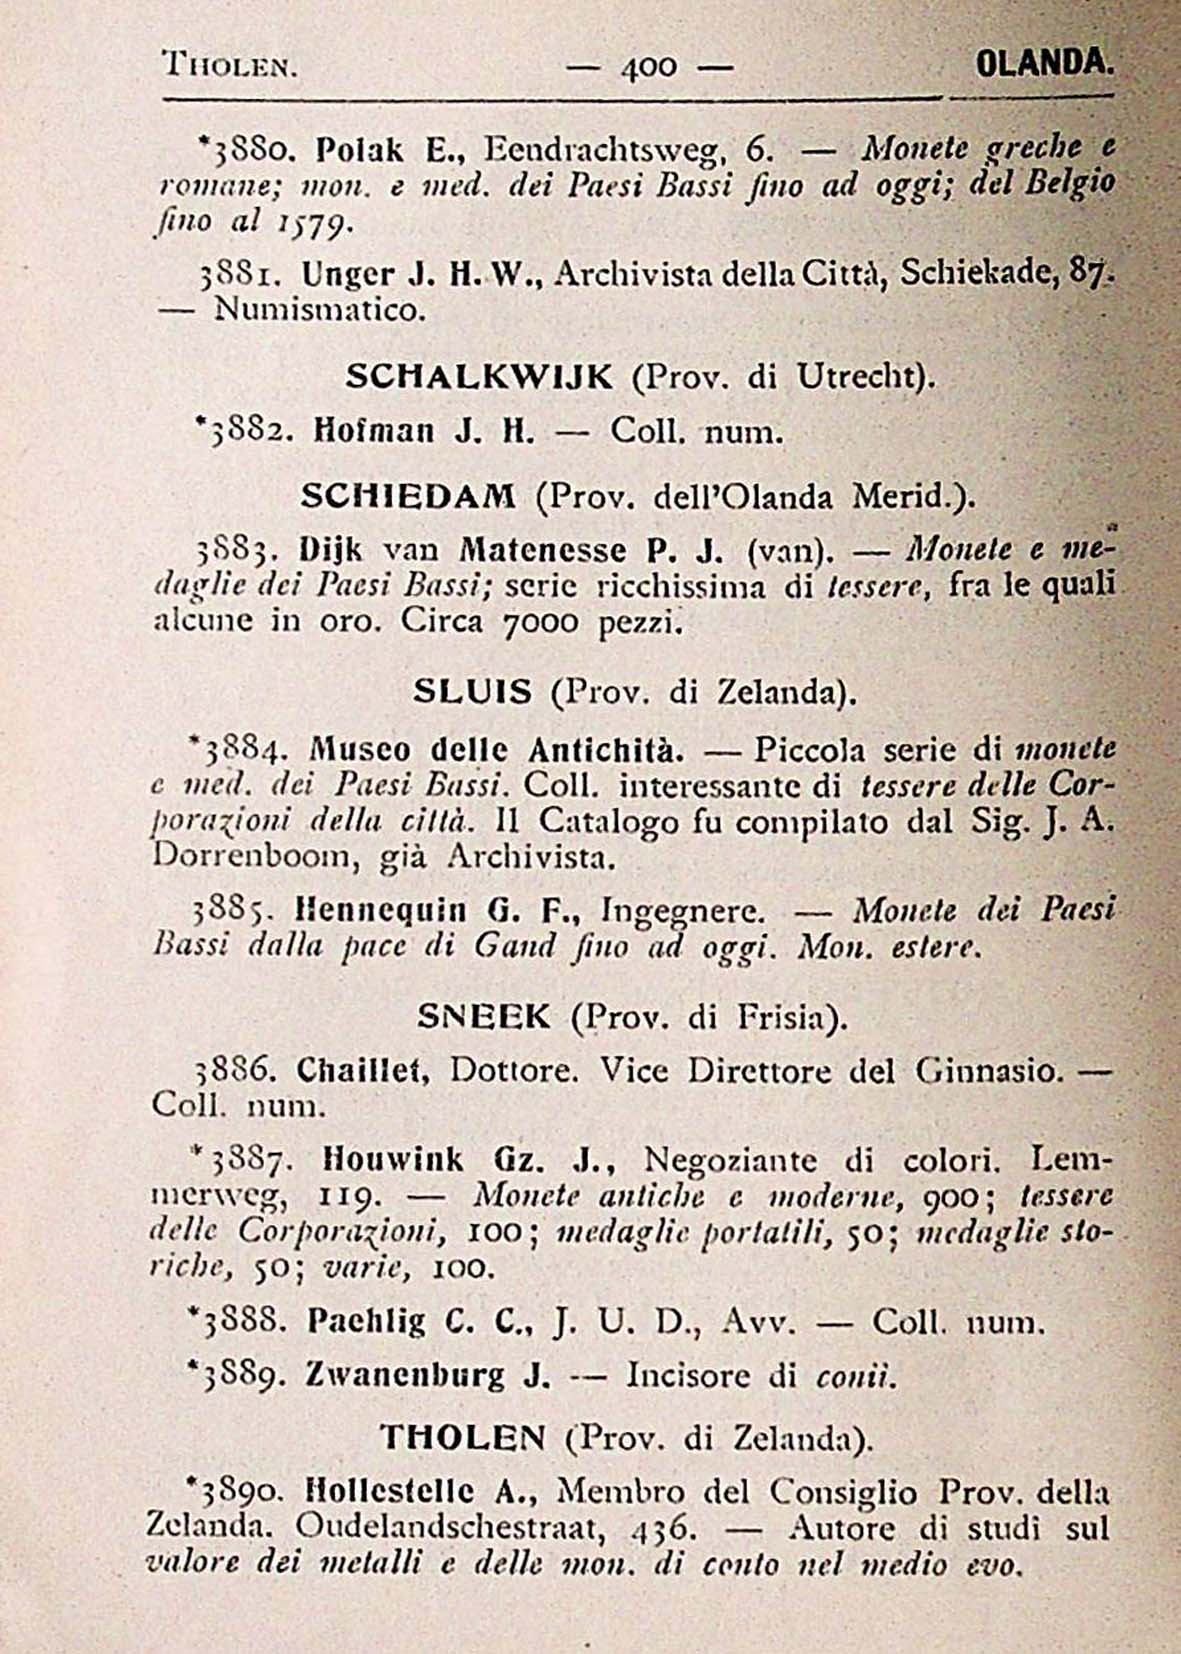 THOLEN. — 400 — OLANDA.
*3880. Polak E., Eendrachtsweg, 6. — Monete greche e
romane; mon. e med. dei Paesi Bassi fino ad oggi; del Belgio
fino al 1579.
3881. Unger J. H. W., Archivista della Città, Schiekade, 87.
— Numismatico.
SCHALKWIJK (Prov. di Utrecht).
*3882. Hofman J. H. — Coll. num.
SCHIEDAM (Prov. dell'Olanda Merid.).
3883. Dijk van Matenesse P. J. (van). — Monete e me-
daglie dei Paesi Bassi; serie ricchissima di tessere, fra le quali
alcune in oro. Circa 7000 pezzi.
SLUIS (Prov. di Zelanda).
*3884. Museo delle Antichità. — Piccola serie di monete
e med. dei Paesi Bassi. Coll. interessante di tessere delle Cor-
porazioni della città. Il Catalogo fu compilato dal Sig. J. A.
Dorrenboom, già Archivista.
3885. Hennequin G. F., Ingegnere. — Monete dei Paesi
Bassi dalla pace di Gand fino ad oggi. Mon. estere.
SNEEK (Prov. di Frisia).
3886. Chaillet, Dottore. Vice Direttore del Ginnasio. —
Coll. num.
*3887. Houwink Gz. J., Negoziante di colori. Lem-
merweg, 119. — Monete antiche e moderne, 900; tessere
delle Corporazioni, 100; medaglie portatili, 50; medaglie sto-
riche, 50; varie, 100.
*3888. Paehlig C. C., J. U. D., Avv. — Coll. num.
*3889. Zwanenburg J. — Incisore di conii.
THOLEN (Prov. di Zelanda).
*3890. Hollestelle A., Membro del Consiglio Prov. della
Zelanda. Oudelandschestraat, 436. — Autore di studi sul
valore dei metalli e delle mon. di conto nel medio evo.